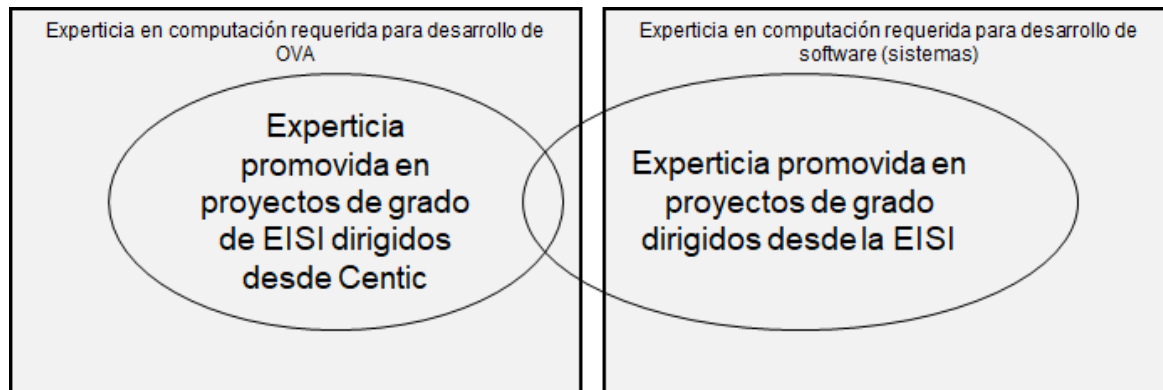 Experticia en computación requerida para desarrollo de
OVA
Experticia
promovida en
proyectos de grado
de EISI dirigidos
desde Centic
Experticia en computación requerida para desarrollo de
software (sistemas)
Experticia promovida en
proyectos de grado
dirigidos desde la EISI